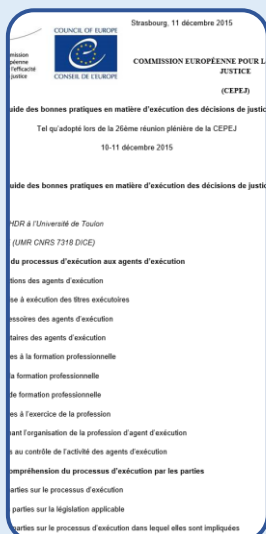 Strasbourg, 11 décembre 2015
COUNCIL OF EUROPE
CONSEIL DE L'EUROPE
mission
péenne
l'efficacité
justice
COMMISSION EUROPÉENNE POUR L
JUSTICE
(CEPEJ)
uide des bonnes pratiques en matière d'exécution des décisions de justic
Tel qu'adopté lors de la 26ème réunion plénière de la CEPEJ
10-11 décembre 2015
uide des bonnes pratiques en matière d'exécution des décisions de justic
HDR à l'Université de Toulon
(UMR CNRS 7318 DICE)
du processus d'exécution aux agents d'exécution
tions des agents d'exécution
se à exécution des titres exécutoires
essoires des agents d'exécution
taires des agents d'exécution
es à la formation professionnelle
la formation professionnelle
de formation professionnelle
es à l'exercice de la profession
nant l'organisation de la profession d'agent d'exécution
s au contrôle de l'activité des agents d'exécution
ompréhension du processus d'exécution par les parties
arties sur le processus d'exécution
parties sur la législation applicable
parties sur le processus d'exécution dans lequel elles sont impliquées